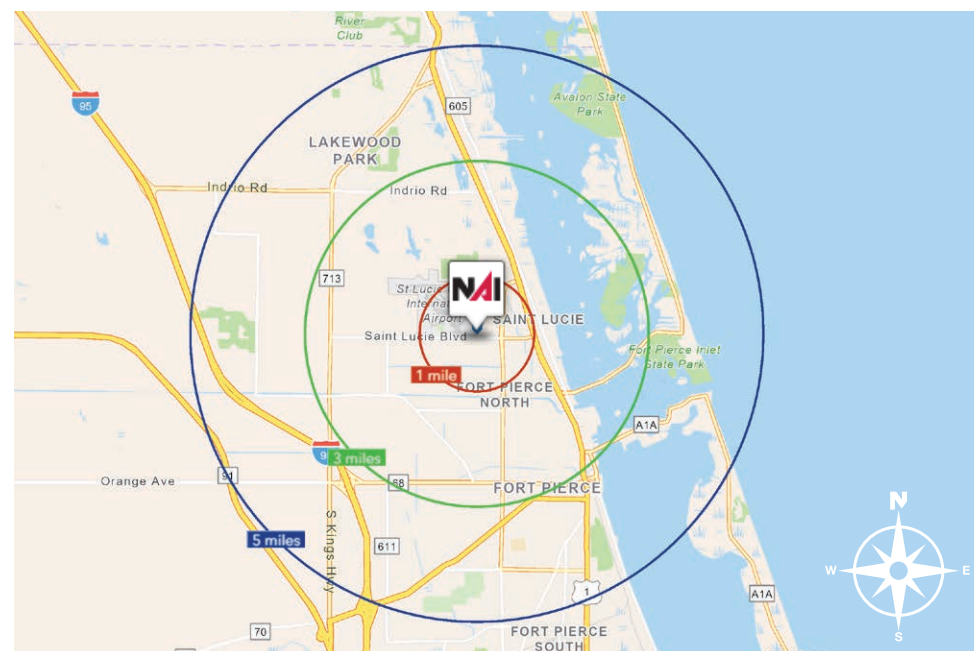 River
Club
95
605
Avalon State
Park
LAKEWOOD
PARK
Indrio Rd
Indrio Rd
713
NAI
St Luci
Interna
Airport
SAINT LUCIE
Saint Lucie Blvd
Fort Pierce Inlet
State Park
1 mile
FORT PIERCE
NORTH
A1A
3 miles
91
68
Orange Ave
FORT PIERCE
N
5 miles
S Kings Hwy
611
W
E
1
A1A
70
FORT PIERCE
SOUTH
S